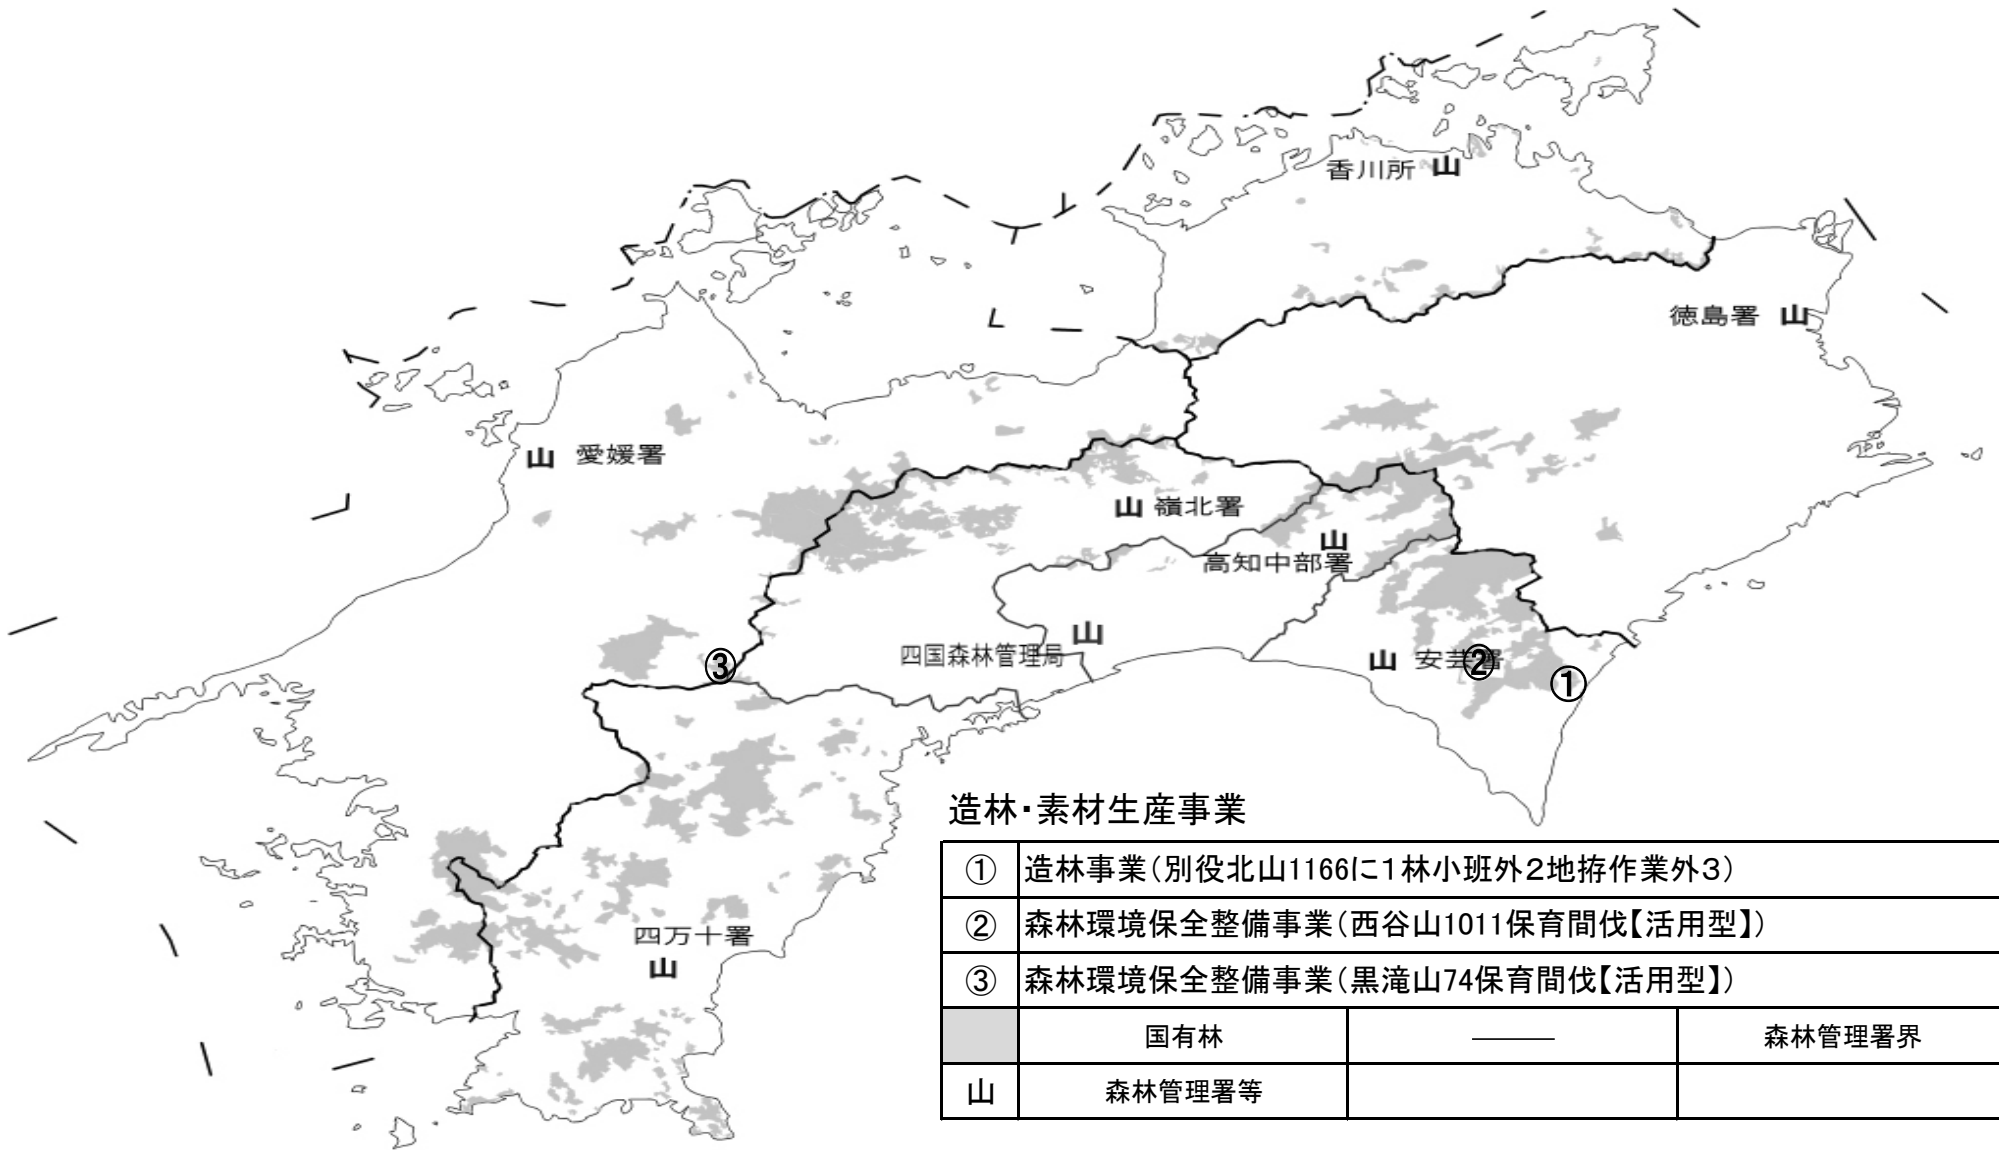 香川所 山
徳島署 山
山 愛媛署
山 嶺北署
山
高知中部署
山
四国森林管理局
山 安芸署
②
③
①
四万十署
山
造林・素材生産事業
① 造林事業（別役北山1166に1林小班外２地拵作業外３）
② 森林環境保全整備事業（西谷山1011保育間伐【活用型】）
③ 森林環境保全整備事業（黒滝山74保育間伐【活用型】）
国有林 ――― 森林管理署界
山 森林管理署等